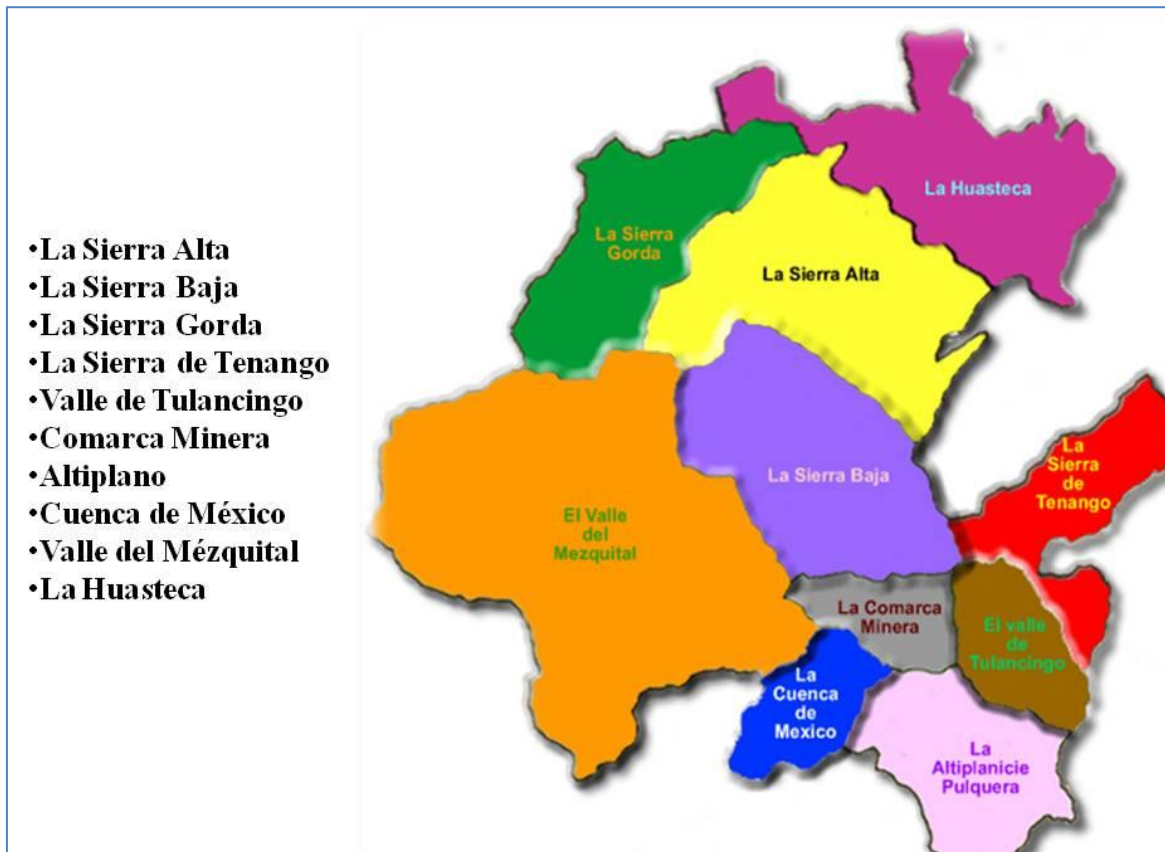 •La Sierra Alta
•La Sierra Baja
•La Sierra Gorda
•La Sierra de Tenango
•Valle de Tulancingo
•Comarca Minera
•Altiplano
•Cuenca de México
•Valle del Mézquital
•La Huasteca
La Huasteca
La Sierra
Gorda
La Sierra Alta
La Sierra Baja
La
Sierra
de
Tenango
El Valle
del
Mezquital
La Comarca
Minera
El valle
de
Tulancingo
La
Cuenca
de
Mexico
La
Altiplanicie
Pulquera